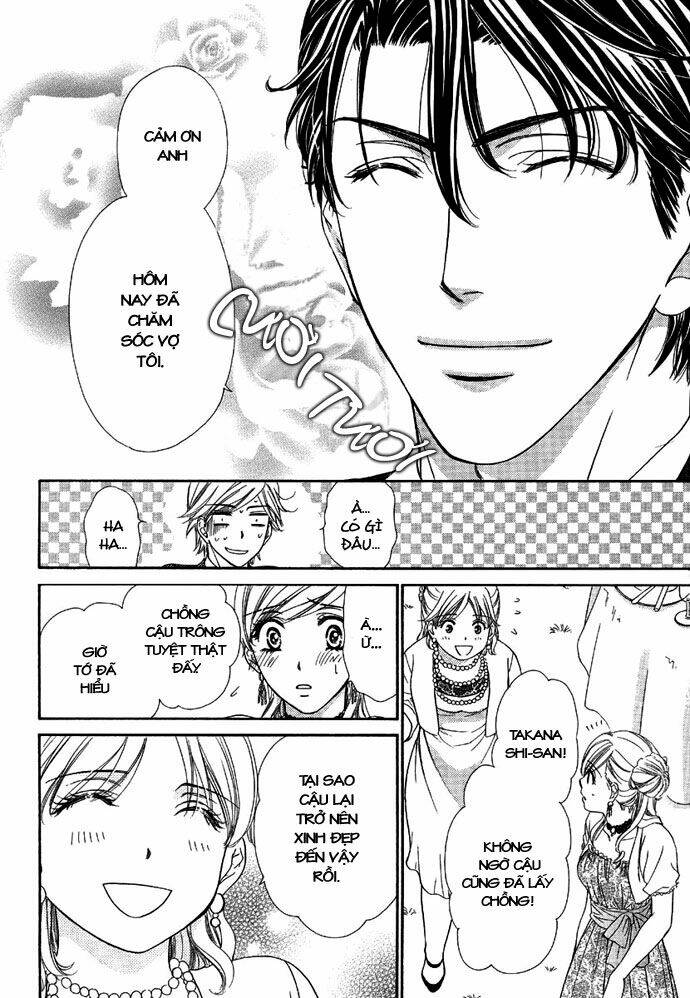 CẢM ƠN
ANH
HÔM
NAY ĐÃ
CHĂM
SÓC VỢ
TÔI.
CƯỜI TƯƠI
À...
CÓ GÌ
ĐÂU...
HA
HA...
TAKANA
SHI-SAN!
KHÔNG
NGỜ CẬU
CŨNG ĐÃ LẤY
CHỒNG!
À...
Ừ...
CHỒNG
CẬU TRÔNG
TUYỆT THẬT
ĐẤY
GIỜ
TỚ ĐÃ
HIỂU
TẠI SAO
CẬU LẠI
TRỞ NÊN
XINH ĐẸP
ĐẾN VẬY
RỒI.